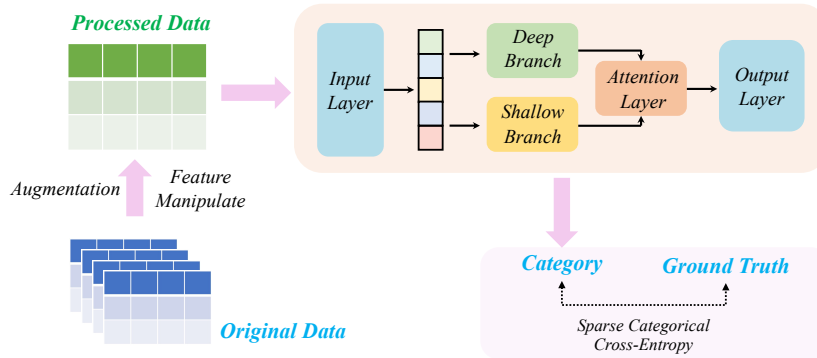 Processed Data
Augmentation
Feature
Manipulate
Original Data
Input
Layer
Deep
Branch
Shallow
Branch
Attention
Layer
Output
Layer
Category
Ground Truth
Sparse Categorical
Cross-Entropy